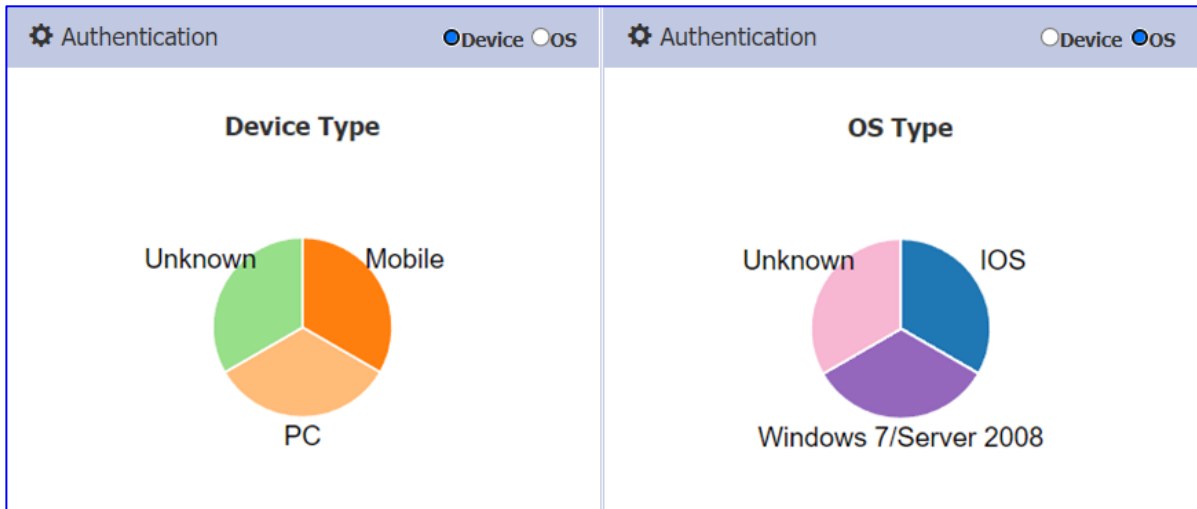 Authentication
Device OS
Device Type
Unknown
Mobile
PC
Authentication
Device OS
OS Type
Unknown
IOS
Windows 7/Server 2008